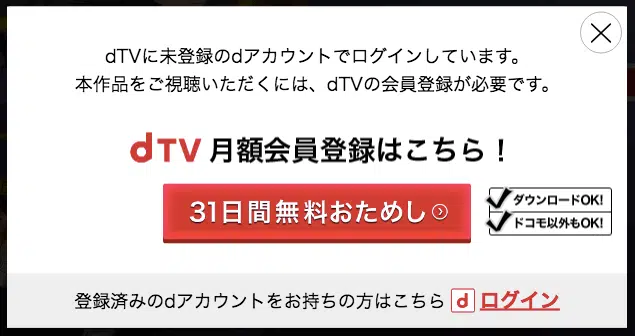 dTVに未登録のdアカウントでログインしています。
本作品をご視聴いただくには、dTVの会員登録が必要です。
dTV 月額会員登録はこちら！
31日間無料おためし
ダウンロードOK!
ドコモ以外もOK!
登録済みのdアカウントをお持ちの方はこちら d ログイン